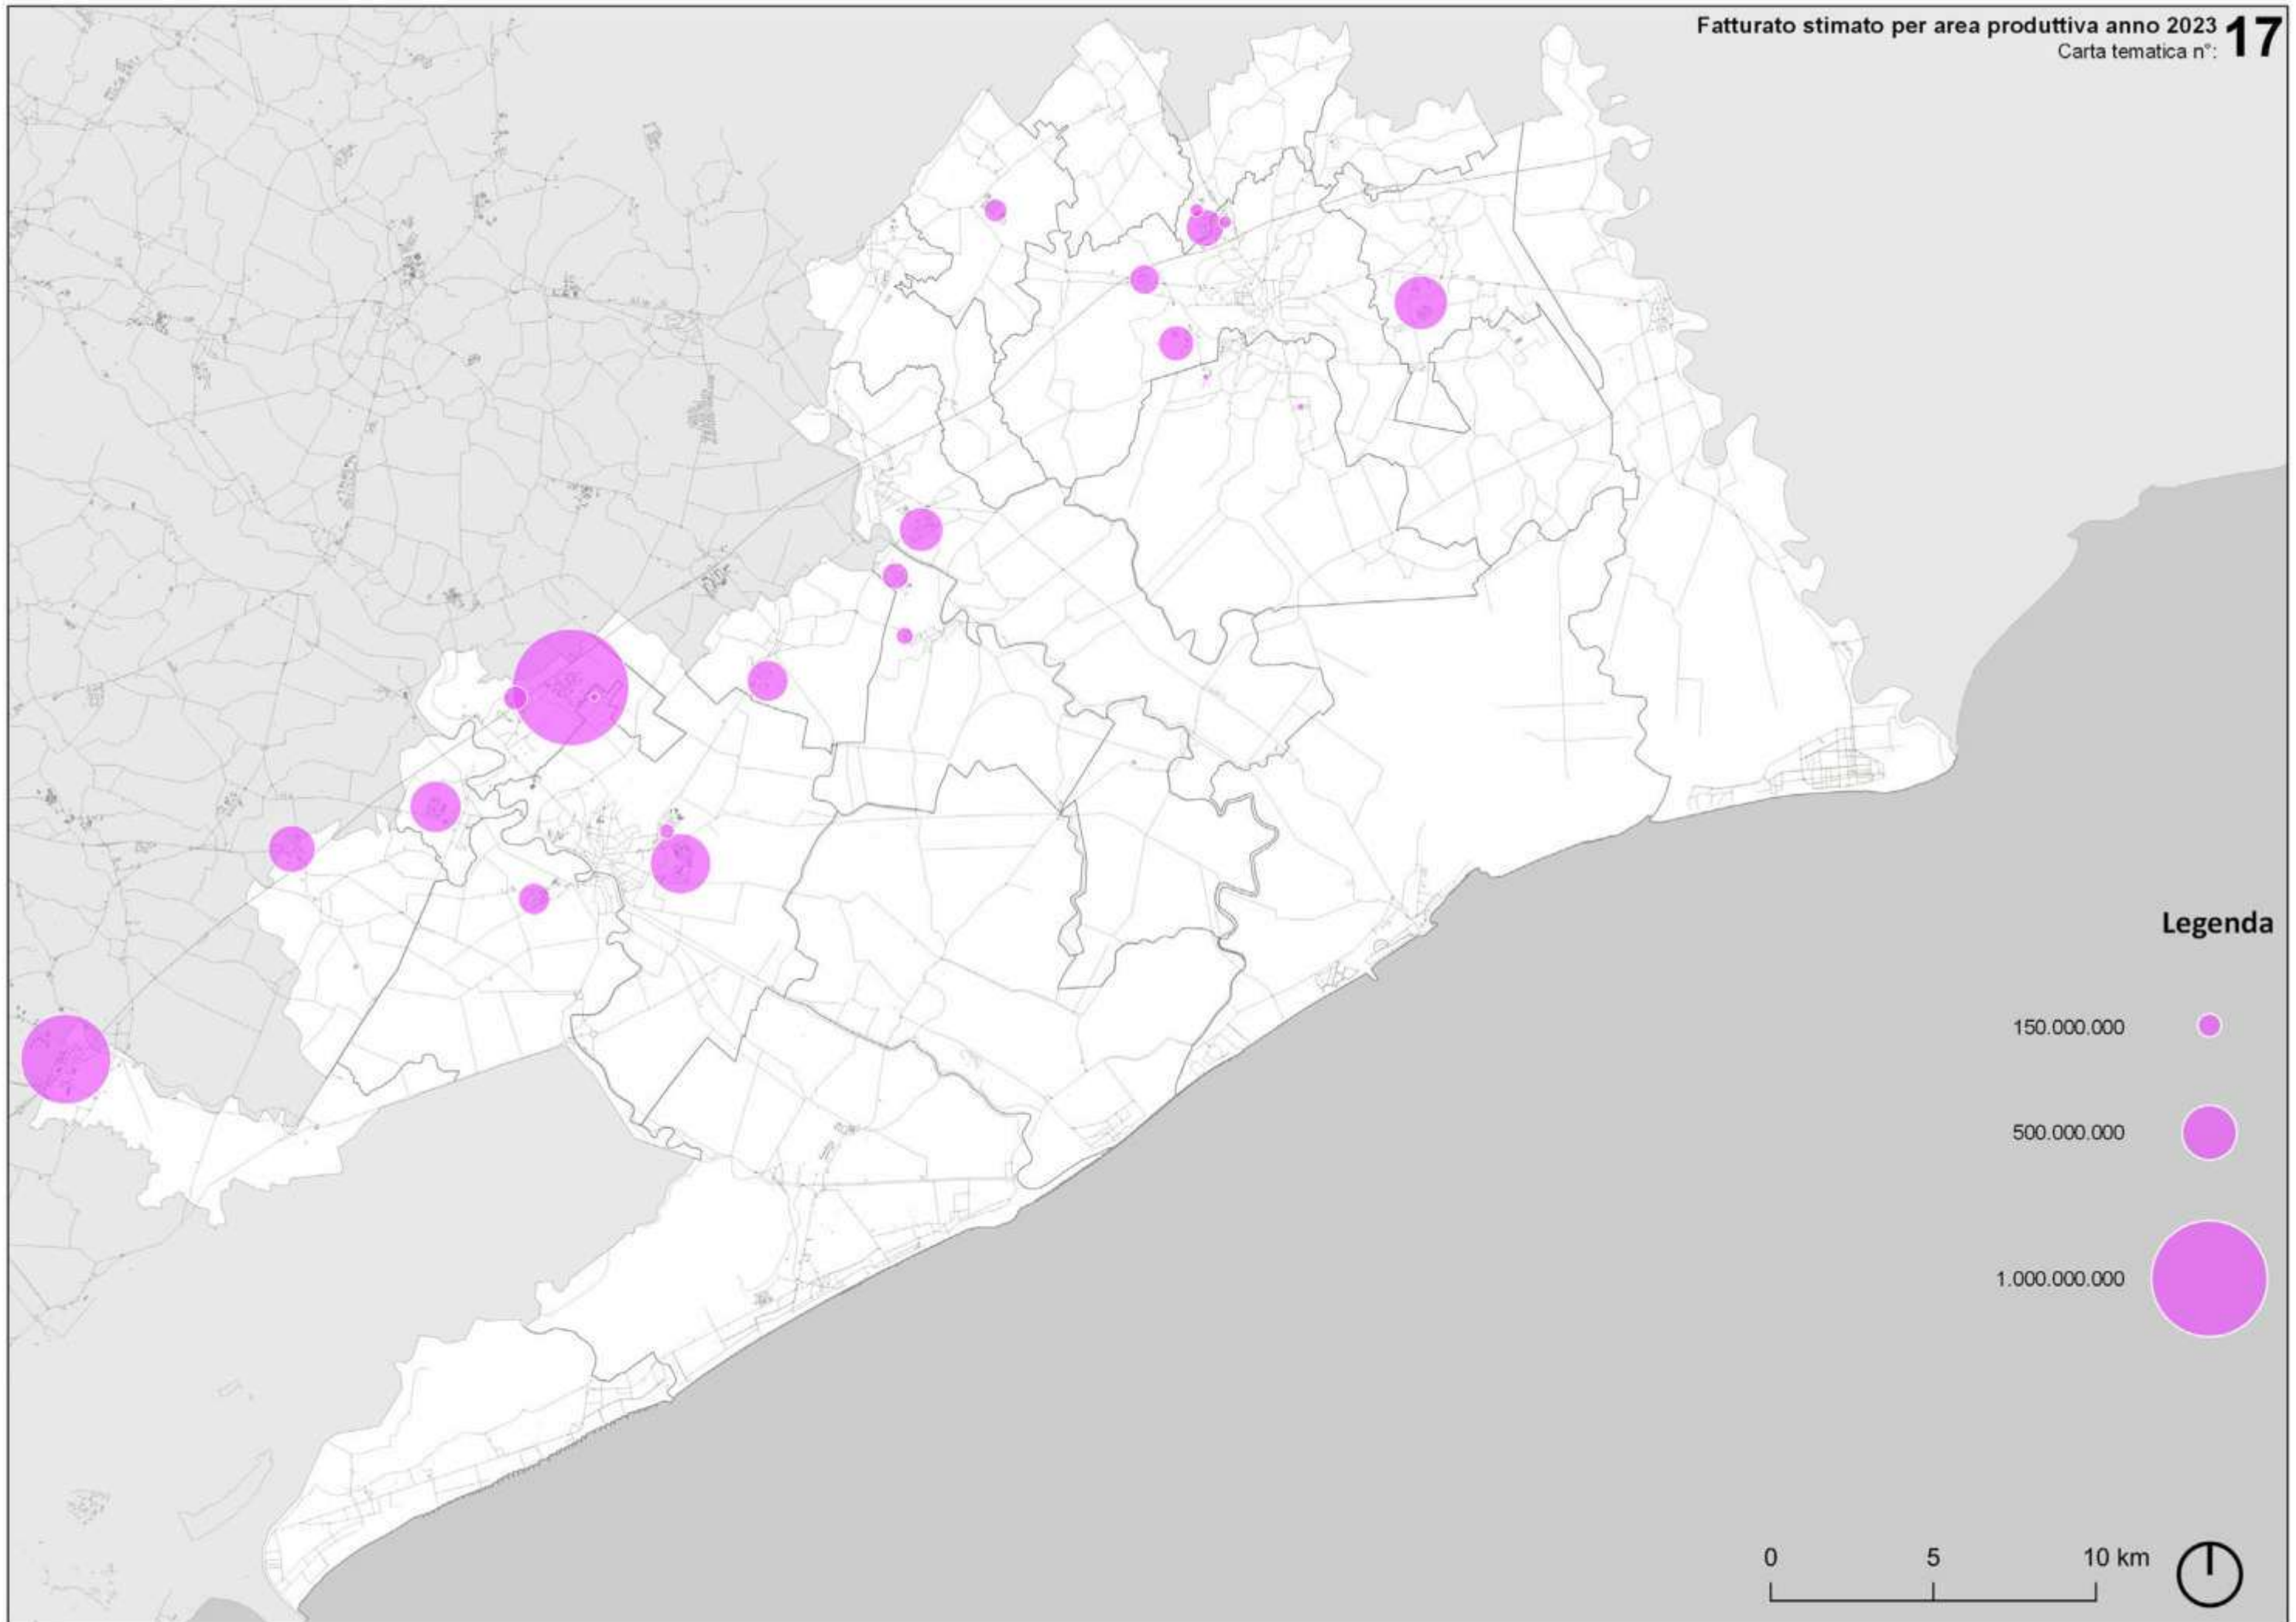 Fatturato stimato per area produttiva anno 2023
Carta tematica n°:
17
Legenda
150.000.000
500.000.000
1.000.000.000
0 5 10 km